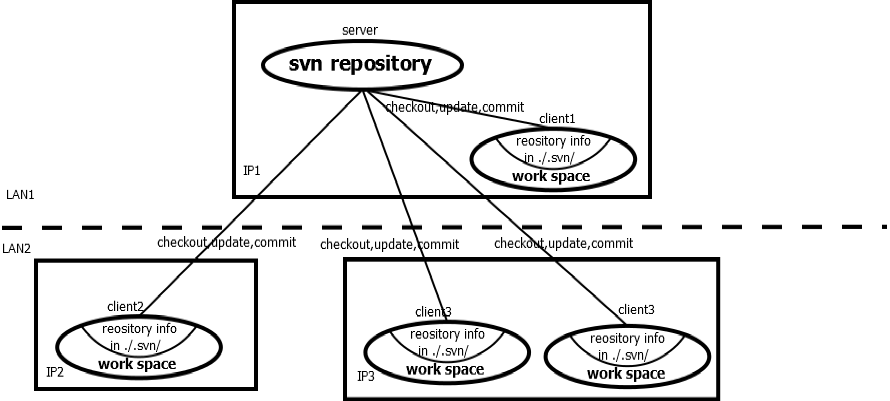 server
svn repository
checkout,update,commit
client1
reository info
in ./.svn/
work space
IP1
LAN1
LAN2
checkout,update,commit
checkout,update,commit
checkout,update,commit
client2
reository info
in ./.svn/
work space
IP2
client3
reository info
in ./.svn/
work space
IP3
client3
reository info
in ./.svn/
work space